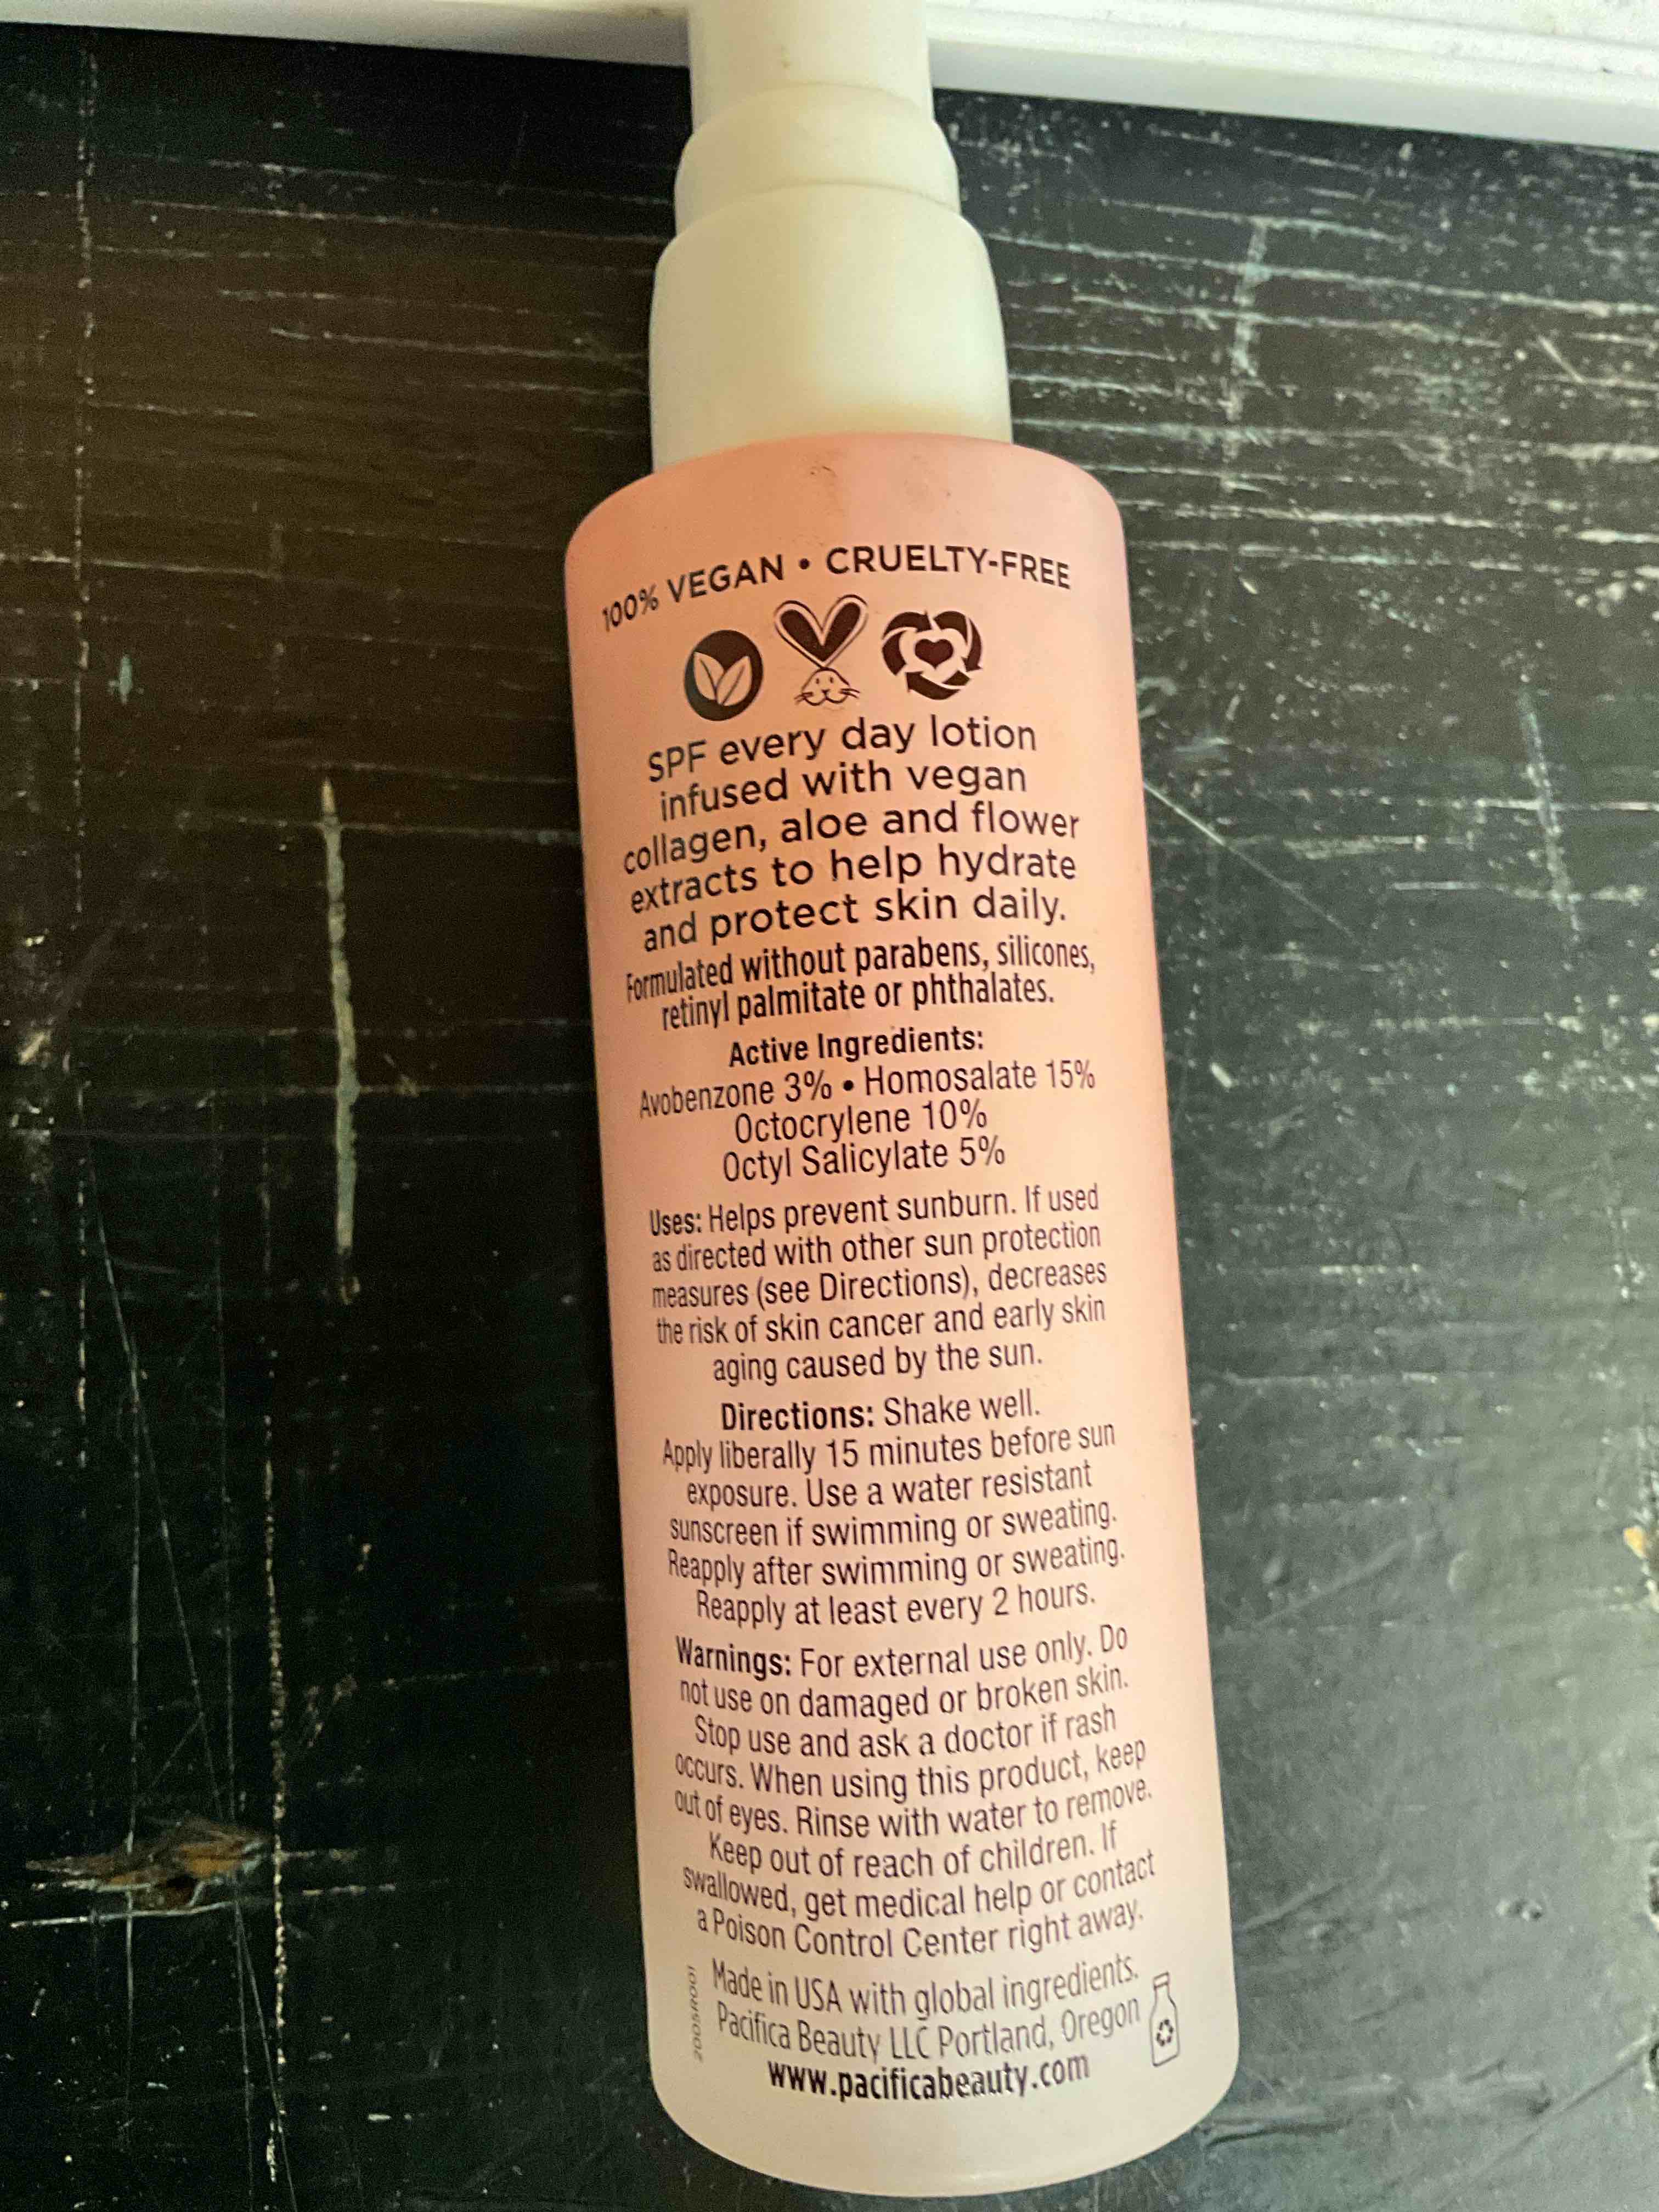 100% VEGAN • CRUELTY-FREE
SPF every day lotion
infused with vegan
collagen, aloe and flower
extracts to help hydrate
and protect skin daily.
Formulated without parabens, silicones,
retinyl palmitate or phthalates.
Active Ingredients:
Avobenzone 3% • Homosalate 15%
Octocrylene 10%
Octyl Salicylate 5%
Uses: Helps prevent sunburn. If used
as directed with other sun protection
measures (see Directions), decreases
the risk of skin cancer and early skin
aging caused by the sun.
Directions: Shake well.
Apply liberally 15 minutes before sun
exposure. Use a water resistant
sunscreen if swimming or sweating.
Reapply after swimming or sweating.
Reapply at least every 2 hours.
Warnings: For external use only. Do
not use on damaged or broken skin.
Stop use and ask a doctor if rash
occurs. When using this product, keep
out of eyes. Rinse with water to remove.
Keep out of reach of children. If
swallowed, get medical help or contact
a Poison Control Center right away.
Made in USA with global ingredients.
Pacifica Beauty LLC Portland, Oregon
www.pacificabeauty.com
2005R001